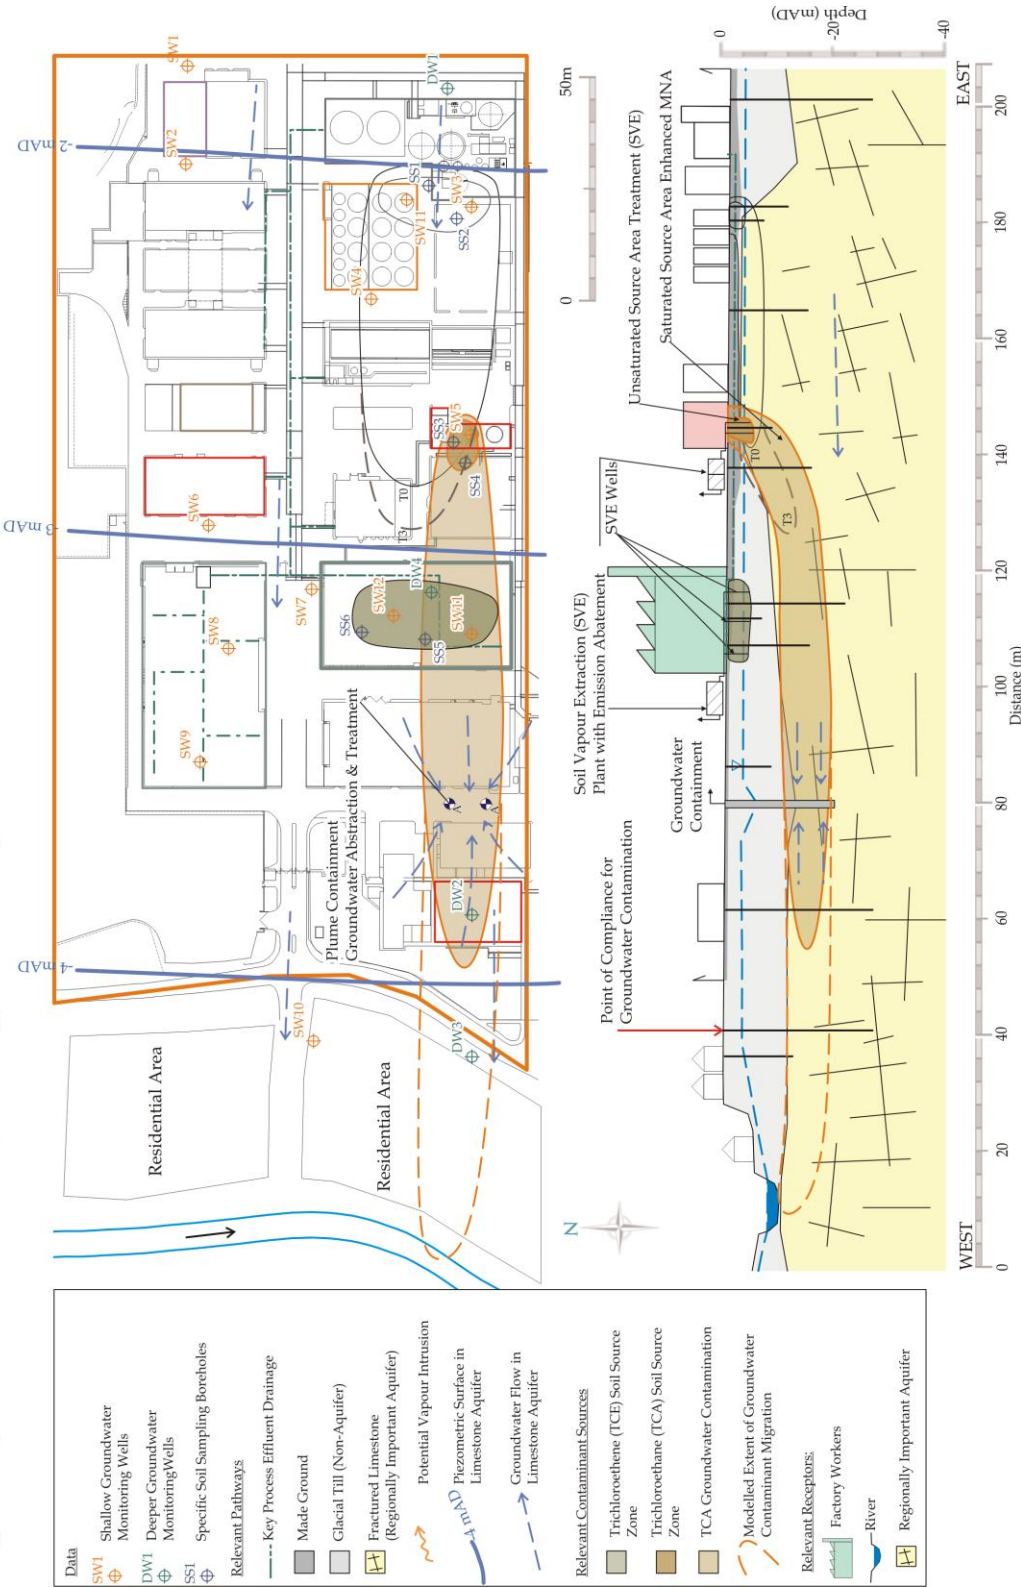 Data
SW1
Shallow Groundwater
Monitoring Wells
DW1
Deeper Groundwater
MonitoringWells
SS1
Specific Soil Sampling Boreholes
Relevant Pathways
Key Process Effluent Drainage
Made Ground
Glacial Till (Non-Aquifer)
Fractured Limestone
(Regionally Important Aquifer)
Potential Vapour Intrusion
-4 mAD
Piezometric Surface in
Limestone Aquifer
Groundwater Flow in
Limestone Aquifer
Relevant Contaminant Sources
Trichloroethene (TCE) Soil Source
Zone
Trichloroethane (TCA) Soil Source
Zone
TCA Groundwater Contamination
Modelled Extent of Groundwater
Contaminant Migration
Relevant Receptors:
Factory Workers
River
Regionally Important Aquifer
-4 mAD
-3 mAD
-2 mAD
SW1
SW2
SW6
SW8
SW9
SW7
SW10
Residential Area
Residential Area
Plume Containment
Groundwater Abstraction & Treatment
SW4
SW11
SS1
SW3
SS2
DW1
T0
T3
SS3
SW5
SS4
DW4
SW12
SS6
SS5
SW11
A
A
DW2
DW3
N
0
50m
Point of Compliance for
Groundwater Contamination
Groundwater
Containment
Soil Vapour Extraction (SVE)
Plant with Emission Abatement
SVE Wells
Unsaturated Source Area Treatment (SVE)
Saturated Source Area Enhanced MNA
T0
T3
Depth (mAD)
0
-20
-40
WEST
EAST
0
20
40
60
80
100
120
140
160
180
200
Distance (m)